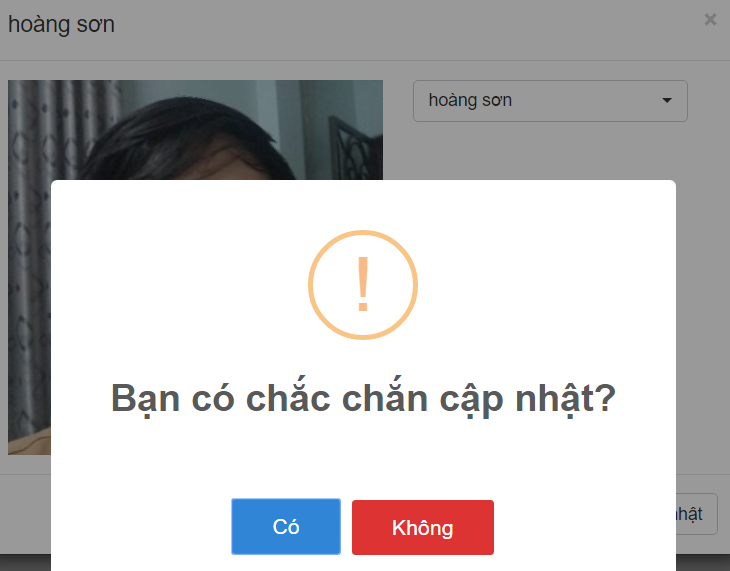 hoàng sơn
×
hoàng sơn
!
Bạn có chắc chắn cập nhật?
Có
Không
nhật